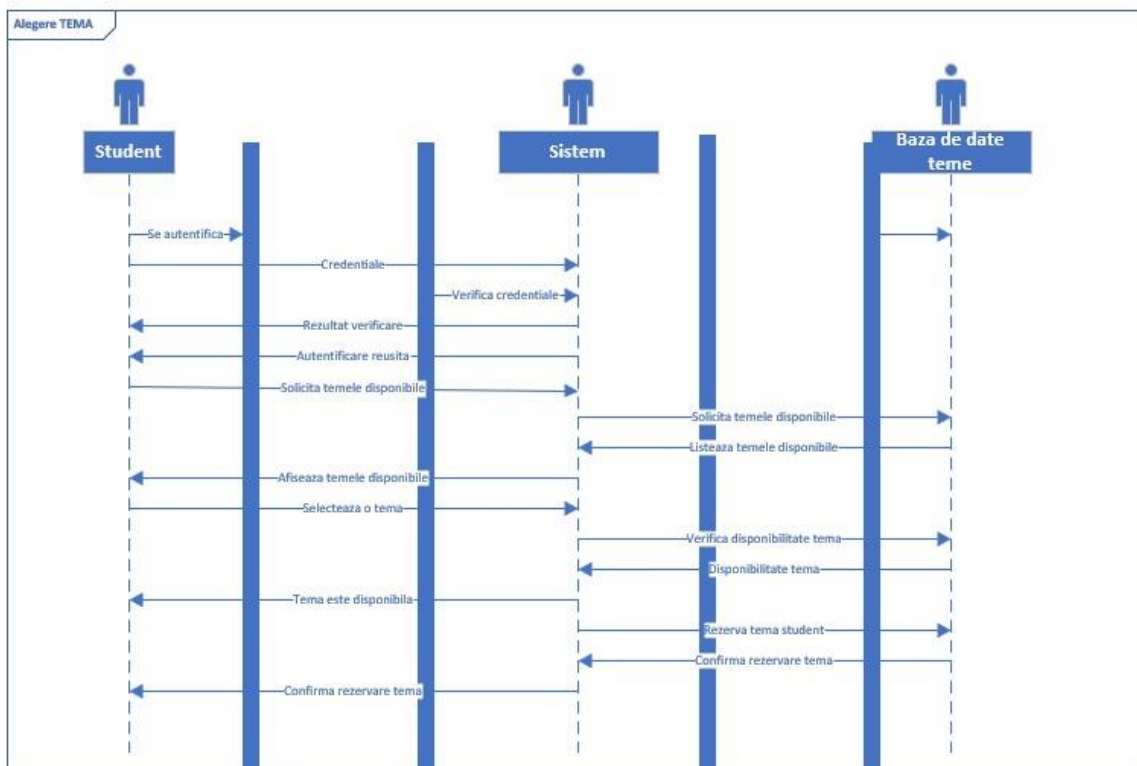 Alegere TEMA
Student
Sistem
Baza de date
teme
Se autentifica
Credentiale
Verifica credentiale
Rezultat verificare
Autentificare reusita
Solicita temele disponibile
Solicita temele disponibile
Listeaza temele disponibile
Afiseaza temele disponibile
Selecteaza o tema
Verifica disponibilitate tema
Disponibilitate tema
Tema este disponibila
Rezerva tema student
Confirma rezervare tema
Confirma rezervare tema